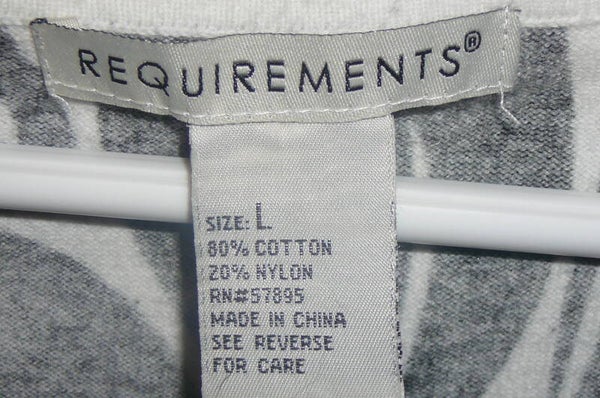 REQUIREMENTS®
SIZE: L
80% COTTON
20% NYLON
RN#57895
MADE IN CHINA
SEE REVERSE
FOR CARE